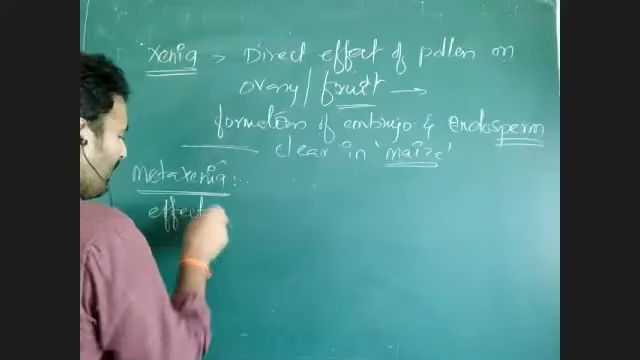 Xenia > Direct effect of pollen on
ovary/fruit →
formation of embryo & endosperm
clear in 'maize'
Metaxenia:..
effect